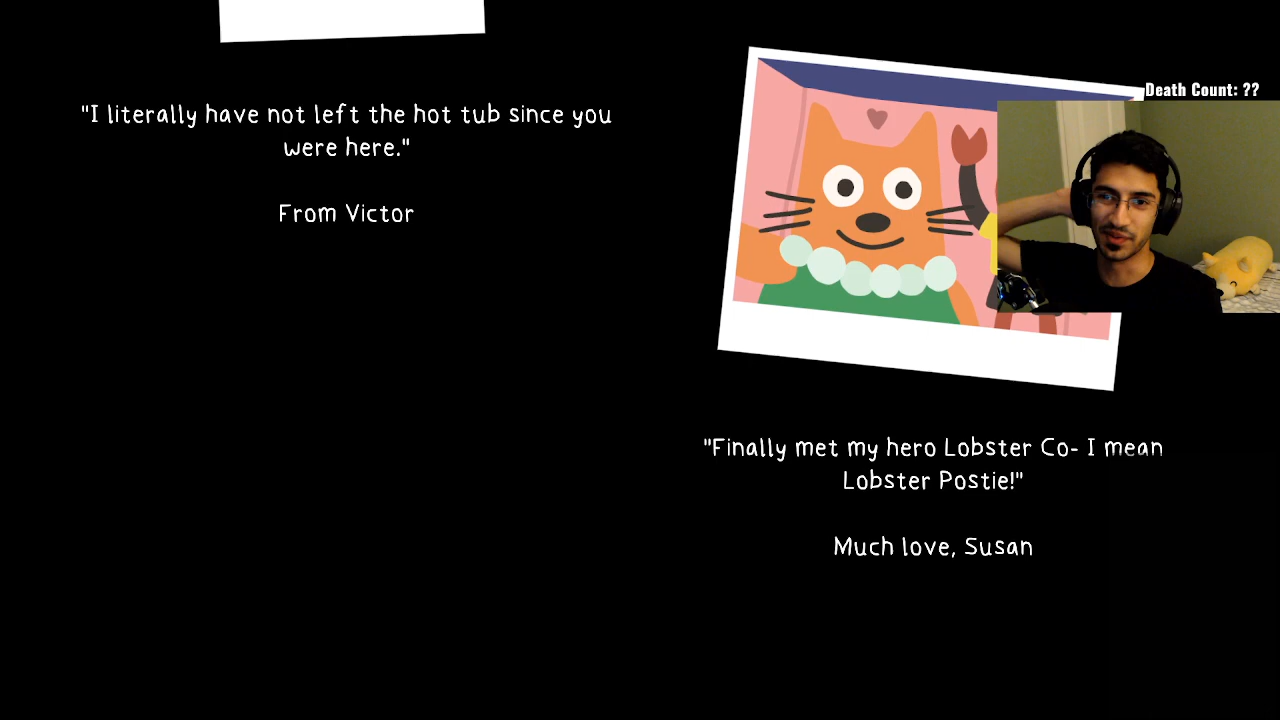 "I literally have not left the hot tub since you
were here."
From Victor
Death Count: ??
"Finally met my hero Lobster Co- I mean
Lobster Postie!"
Much love, Susan